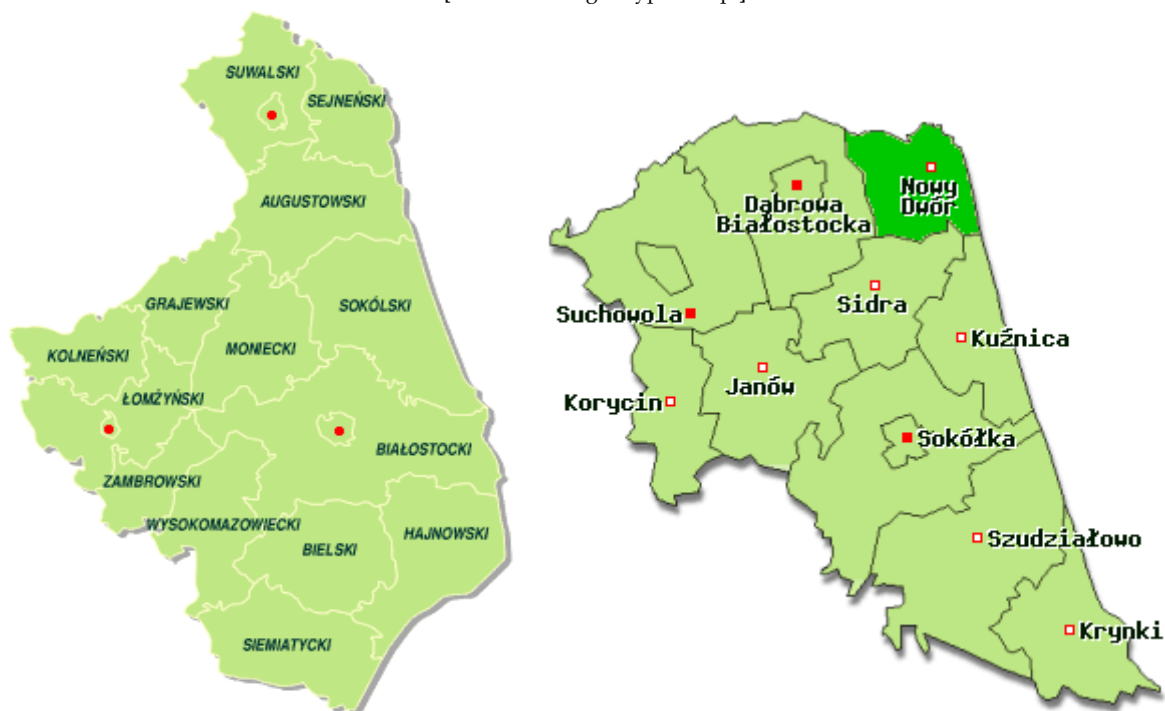 SUWALSKI
SEJNEŃSKI
AUGUSTOWSKI
GRAJEWSKI
SOKÓLSKI
KOLNEŃSKI
MONIECKI
ŁOMŻYŃSKI
BIAŁOSTOCKI
ZAMBROWSKI
WYSOKOMAZOWIECKI
HAJNOWSKI
BIELSKI
SIEMIATYCKI
Nowy
Dwór
Dąbrowa
Białostocka
Sidra
Suchowola
Kuźnica
Janów
Korycin
Sokółka
Szudziałowo
Krynki